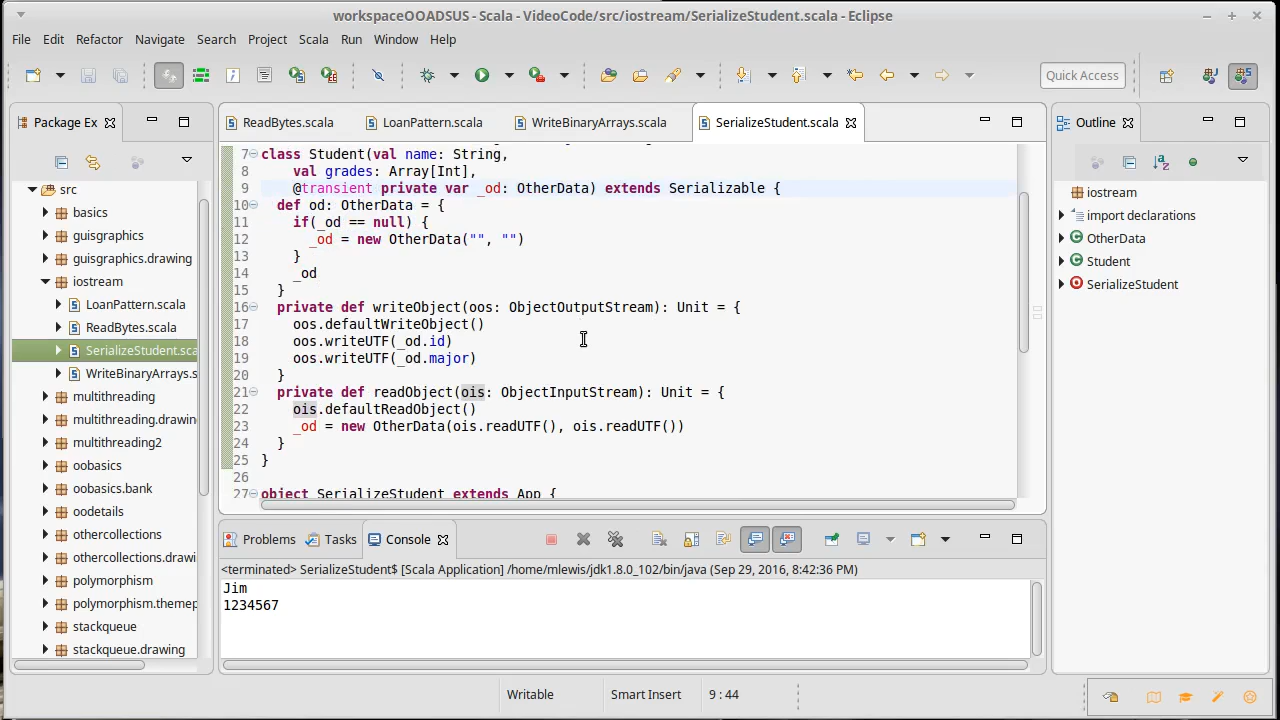 workspaceOOADSUS - Scala - VideoCode/src/iostream/SerializeStudent.scala - Eclipse
File Edit Refactor Navigate Search Project Scala Run Window Help
Quick Access
Package Ex
src
basics
guisgraphics
guisgraphics.drawing
iostream
LoanPattern.scala
ReadBytes.scala
SerializeStudent.sca
WriteBinaryArrays.s
multithreading
multithreading.drawin
multithreading2
oobasics
oobasics.bank
oodetails
othercollections
othercollections.drawi
polymorphism
polymorphism.themep
stackqueue
stackqueue.drawing
ReadBytes.scala LoanPattern.scala WriteBinaryArrays.scala SerializeStudent.scala
7 class Student(val name: String,
8 val grades: Array[Int],
9 @transient private var _od: OtherData) extends Serializable {
10 def od: OtherData = {
11 if(_od == null) {
12 _od = new OtherData("", "")
13 }
14 _od
15 }
16 private def writeObject(oos: ObjectOutputStream): Unit = {
17 oos.defaultWriteObject()
18 oos.writeUTF(_od.id)
19 oos.writeUTF(_od.major)
20 }
21 private def readObject(ois: ObjectInputStream): Unit = {
22 ois.defaultReadObject()
23 _od = new OtherData(ois.readUTF(), ois.readUTF())
24 }
25 }
26
27 object SerializeStudent extends App {
Outline
iostream
import declarations
OtherData
Student
SerializeStudent
Problems Tasks Console
<terminated> SerializeStudent$ [Scala Application] /home/mlewis/jdk1.8.0_102/bin/java (Sep 29, 2016, 8:42:36 PM)
Jim
1234567
Writable Smart Insert 9 : 44